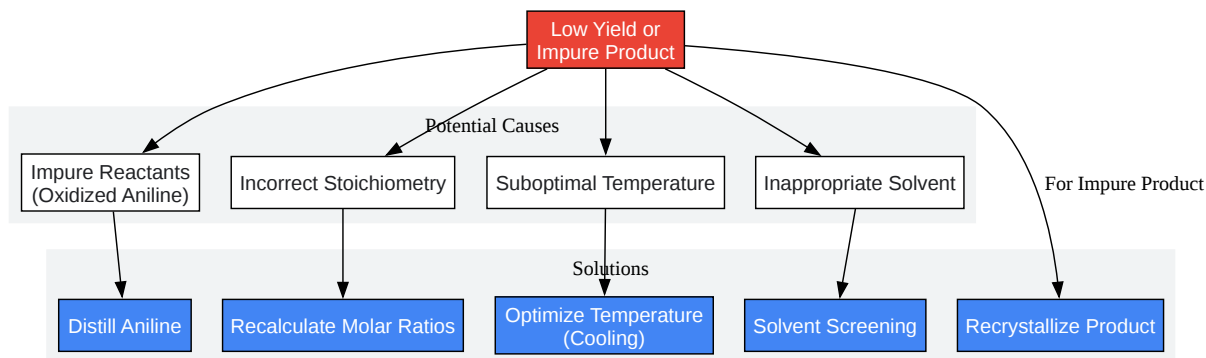 Low Yield or
Impure Product
Potential Causes
Impure Reactants
(Oxidized Aniline)
Incorrect Stoichiometry
Suboptimal Temperature
Inappropriate Solvent
For Impure Product
Solutions
Distill Aniline
Recalculate Molar Ratios
Optimize Temperature
(Cooling)
Solvent Screening
Recrystallize Product